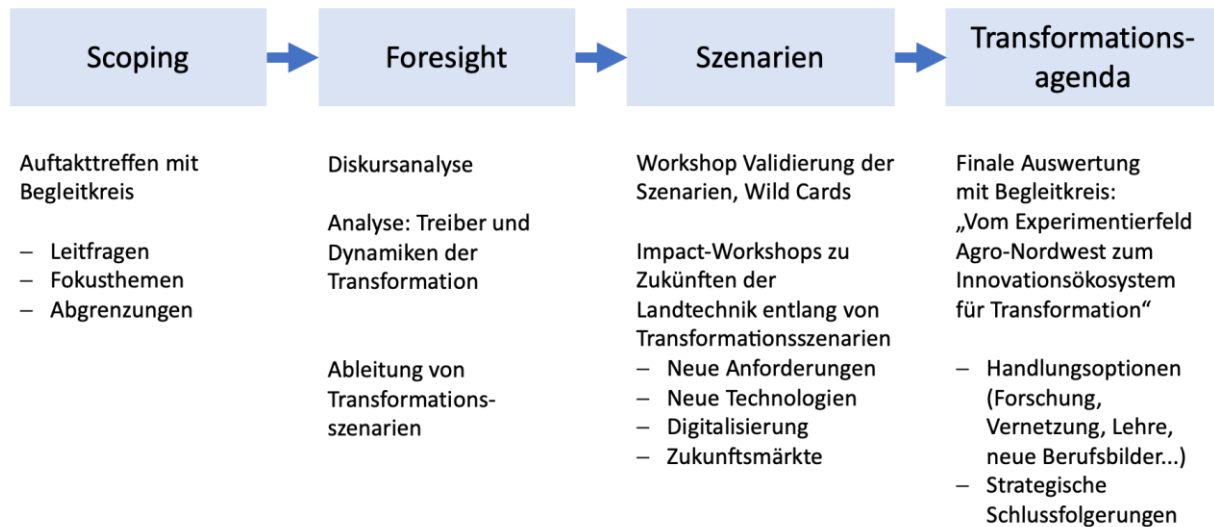 Scoping
Auftakttreffen mit
Begleitkreis
– Leitfragen
– Fokusthemen
– Abgrenzungen
Foresight
Diskursanalyse
Analyse: Treiber und
Dynamiken der
Transformation
Ableitung von
Transformations-
szenarien
Szenarien
Workshop Validierung der
Szenarien, Wild Cards
Impact-Workshops zu
Zukünften der
Landtechnik entlang von
Transformationsszenarien
– Neue Anforderungen
– Neue Technologien
– Digitalisierung
– Zukunftsmärkte
Transformations-
agenda
Finale Auswertung
mit Begleitkreis:
„Vom Experimentierfeld
Agro-Nordwest zum
Innovationsökosystem
für Transformation“
– Handlungsoptionen
(Forschung,
Vernetzung, Lehre,
neue Berufsbilder...)
– Strategische
Schlussfolgerungen